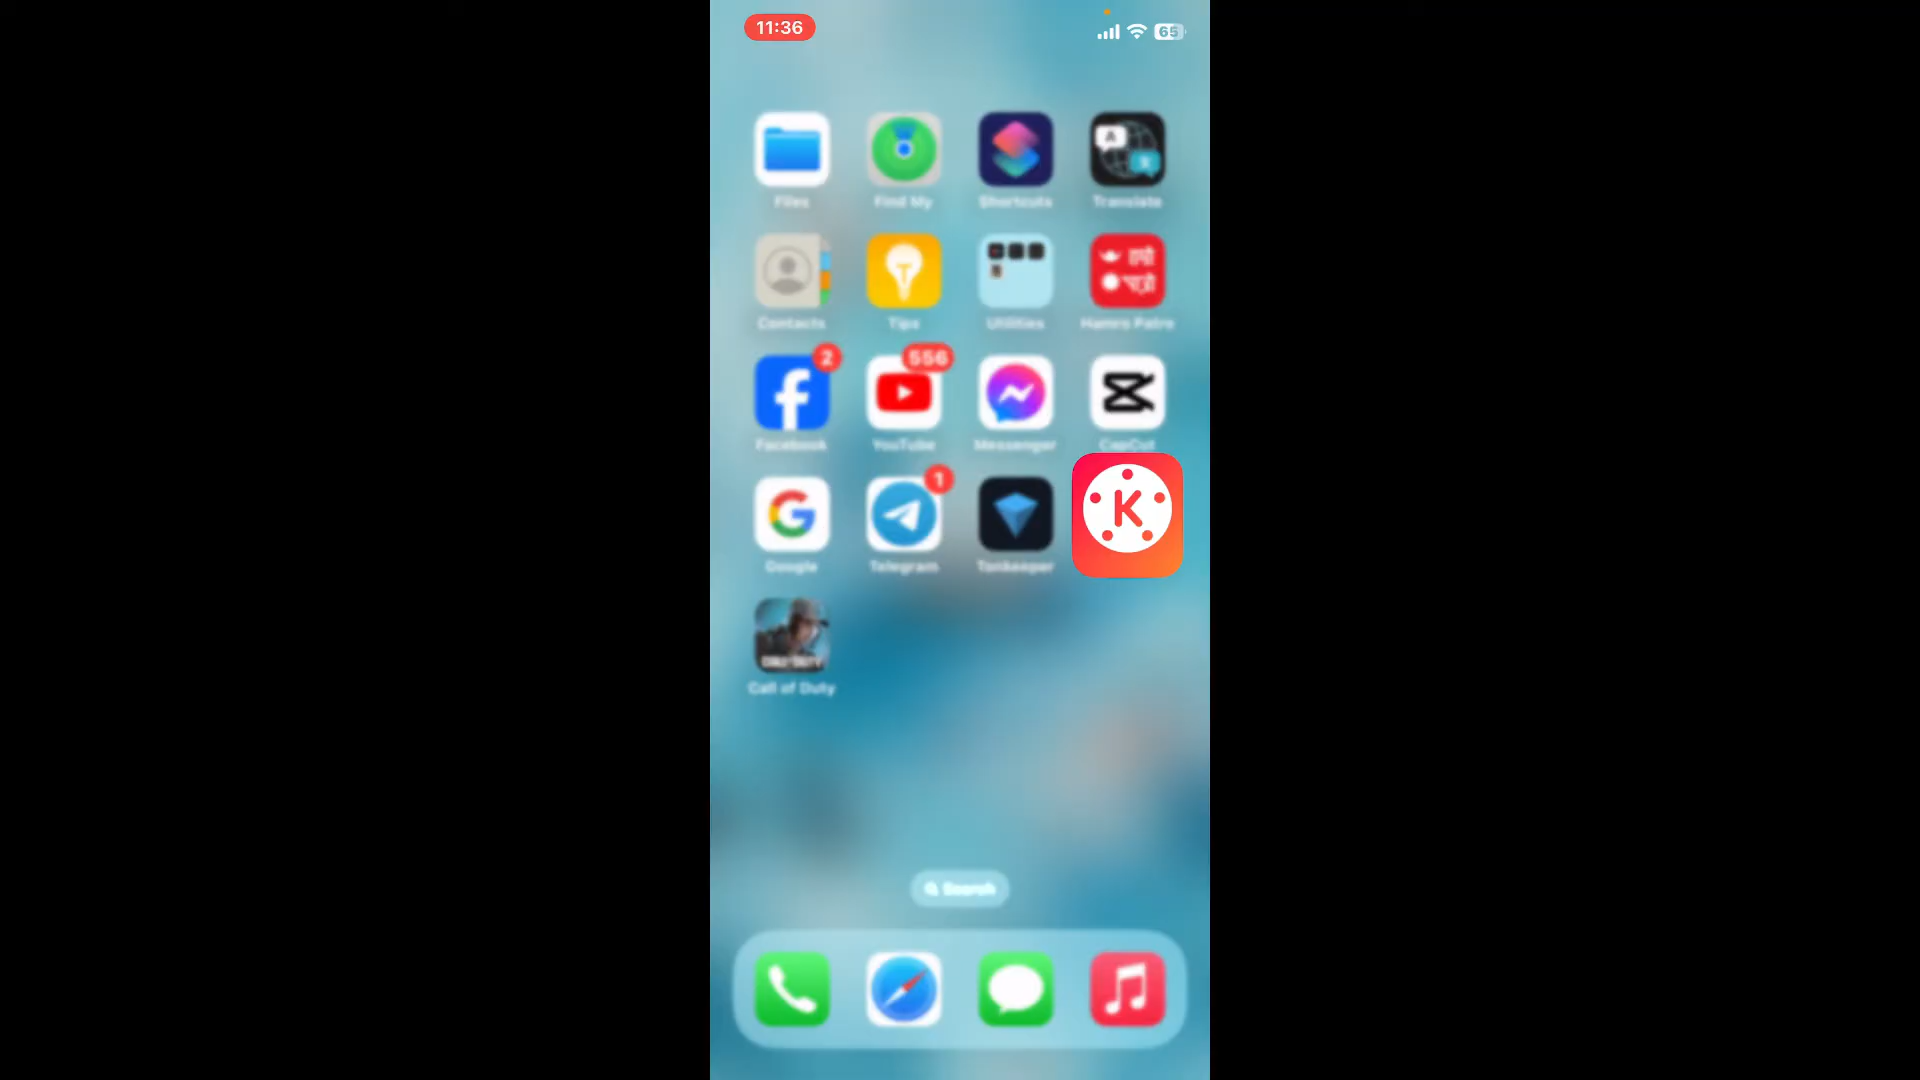 11:36
65
Files
Find My
Shortcuts
Translate
A
Contacts
Tips
Utilities
Hamro Patro
हाम्रो
पात्रो
2
556
Facebook
YouTube
Messenger
CapCut
1
K
Google
Telegram
Tonkeeper
Call of Duty
Search